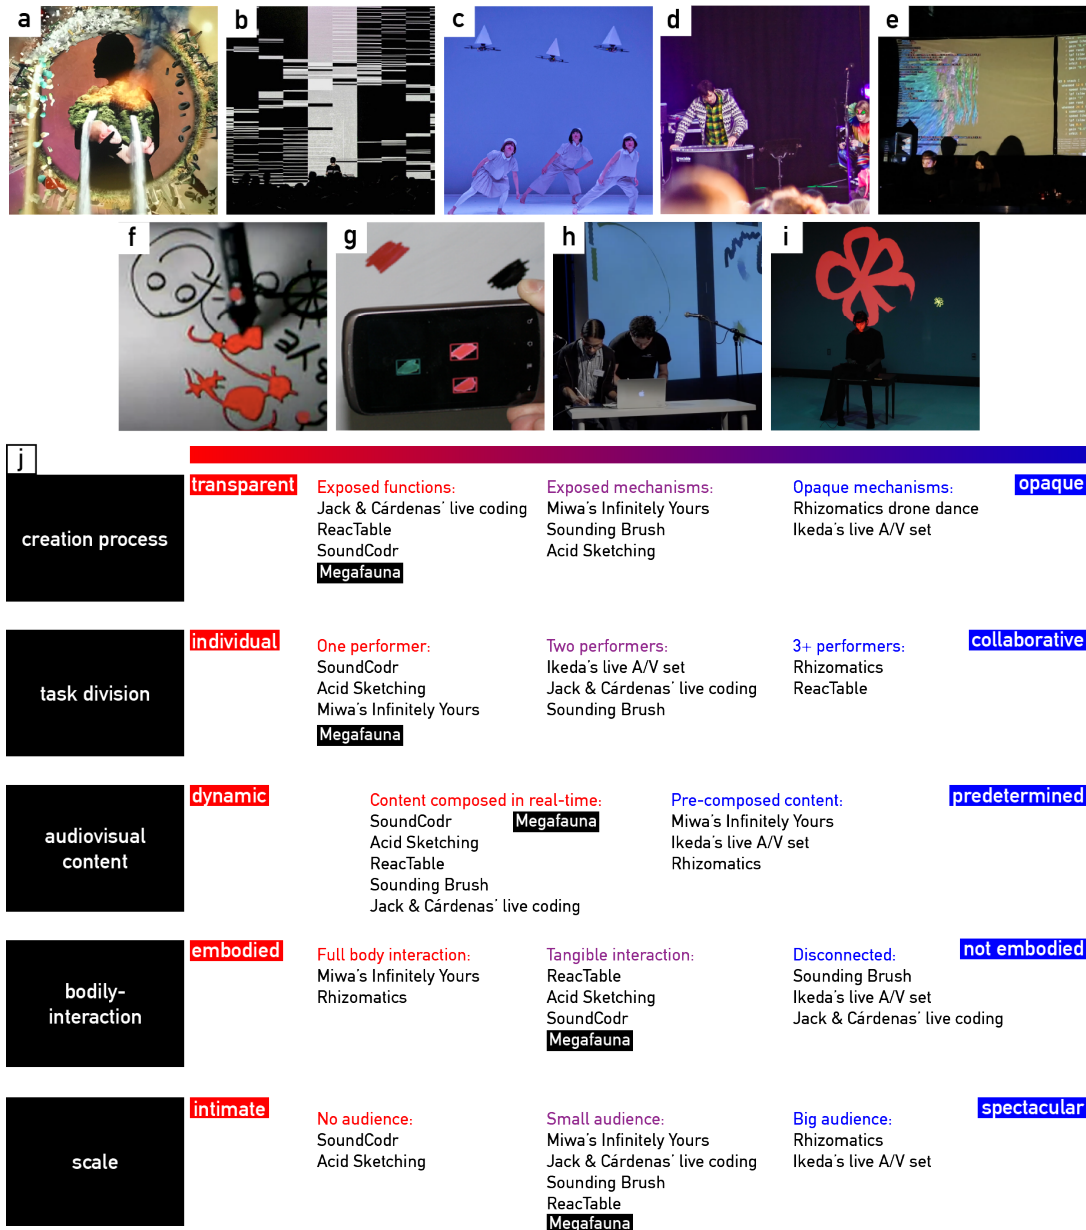 a
b
c
d
e
f
g
h
i
j
creation process
transparent
opaque
Exposed functions:
Jack & Cárdenas' live coding
ReacTable
SoundCodr
Megafauna
Exposed mechanisms:
Miwa's Infinitely Yours
Sounding Brush
Acid Sketching
Opaque mechanisms:
Rhizomatics drone dance
Ikeda's live A/V set
task division
individual
collaborative
One performer:
SoundCodr
Acid Sketching
Miwa's Infinitely Yours
Megafauna
Two performers:
Ikeda's live A/V set
Jack & Cárdenas' live coding
Sounding Brush
3+ performers:
Rhizomatics
ReacTable
audiovisual
content
dynamic
predetermined
Content composed in real-time:
SoundCodr
Megafauna
Acid Sketching
ReacTable
Sounding Brush
Jack & Cárdenas' live coding
Pre-composed content:
Miwa's Infinitely Yours
Ikeda's live A/V set
Rhizomatics
bodily-
interaction
embodied
not embodied
Full body interaction:
Miwa's Infinitely Yours
Rhizomatics
Tangible interaction:
ReacTable
Acid Sketching
SoundCodr
Megafauna
Disconnected:
Sounding Brush
Ikeda's live A/V set
Jack & Cárdenas' live coding
scale
intimate
spectacular
No audience:
SoundCodr
Acid Sketching
Small audience:
Miwa's Infinitely Yours
Jack & Cárdenas' live coding
Sounding Brush
ReacTable
Megafauna
Big audience:
Rhizomatics
Ikeda's live A/V set